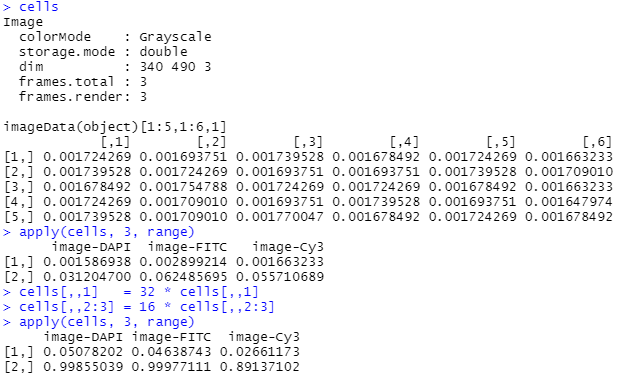 > cells
Image
  colorMode    : Grayscale
  storage.mode : double
  dim          : 340 490 3
  frames.total : 3
  frames.render: 3

imageData(object)[1:5,1:6,1]
            [,1]        [,2]        [,3]        [,4]        [,5]        [,6]
[1,] 0.001724269 0.001693751 0.001739528 0.001678492 0.001724269 0.001663233
[2,] 0.001739528 0.001724269 0.001693751 0.001693751 0.001739528 0.001709010
[3,] 0.001678492 0.001754788 0.001724269 0.001724269 0.001678492 0.001663233
[4,] 0.001724269 0.001709010 0.001693751 0.001739528 0.001693751 0.001647974
[5,] 0.001739528 0.001709010 0.001770047 0.001678492 0.001724269 0.001678492
> apply(cells, 3, range)
      image-DAPI  image-FITC   image-Cy3
[1,] 0.001586938 0.002899214 0.001663233
[2,] 0.031204700 0.062485695 0.055710689
> cells[,,1]   = 32 * cells[,,1]
> cells[,,2:3] = 16 * cells[,,2:3]
> apply(cells, 3, range)
     image-DAPI image-FITC  image-Cy3
[1,] 0.05078202 0.04638743 0.02661173
[2,] 0.99855039 0.99977111 0.89137102